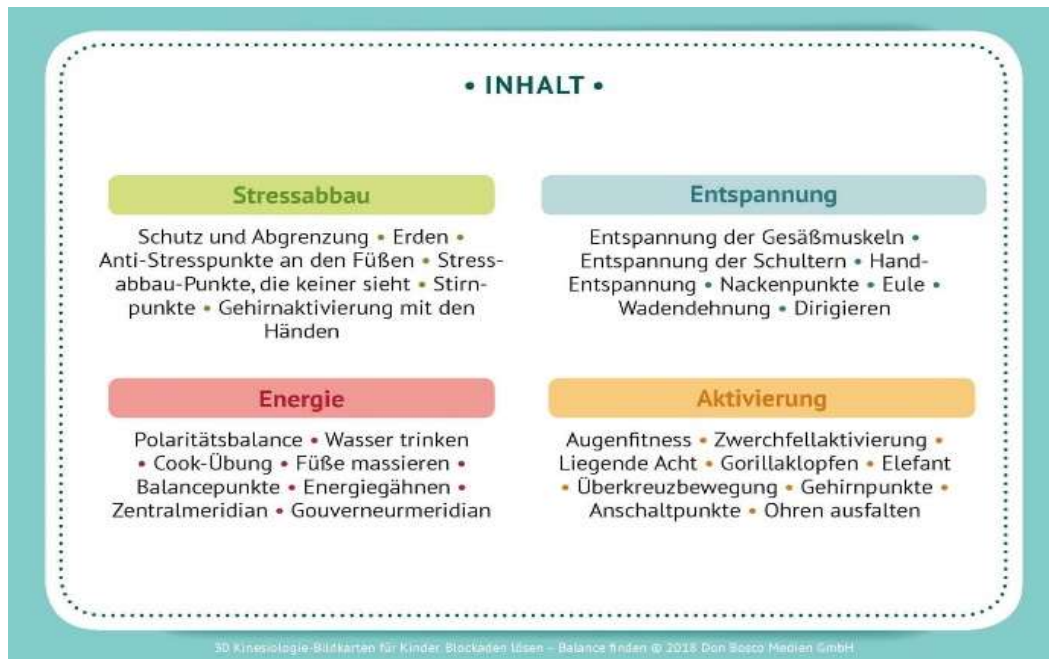 • INHALT •
Stressabbau
Schutz und Abgrenzung • Erden •
Anti-Stresspunkte an den Füßen • Stress-
abbau-Punkte, die keiner sieht • Stirn-
punkte • Gehirnaktivierung mit den
Händen
Entspannung
Entspannung der Gesäßmuskeln •
Entspannung der Schultern • Hand-
Entspannung • Nackenpunkte • Eule •
Wadendehnung • Dirigieren
Energie
Polaritätsbalance • Wasser trinken
• Cook-Übung • Füße massieren •
Balancepunkte • Energiegähnen •
Zentralmeridian • Gouverneurmeridian
Aktivierung
Augenfitness • Zwerchfellaktivierung •
Liegende Acht • Gorillaklopfen • Elefant
• Überkreuzbewegung • Gehirnpunkte •
Anschaltpunkte • Ohren ausfalten
30 Kinesiologie-Bildkarten für Kinder. Blockaden lösen – Balance finden © 2018 Don Bosco Medien GmbH